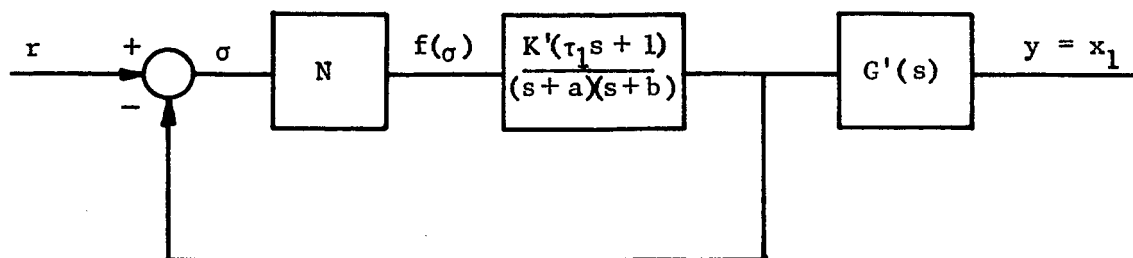 r
+
−
σ
N
f(σ)
K'(τ₁s + 1)
(s + a)(s + b)
G'(s)
y = x₁